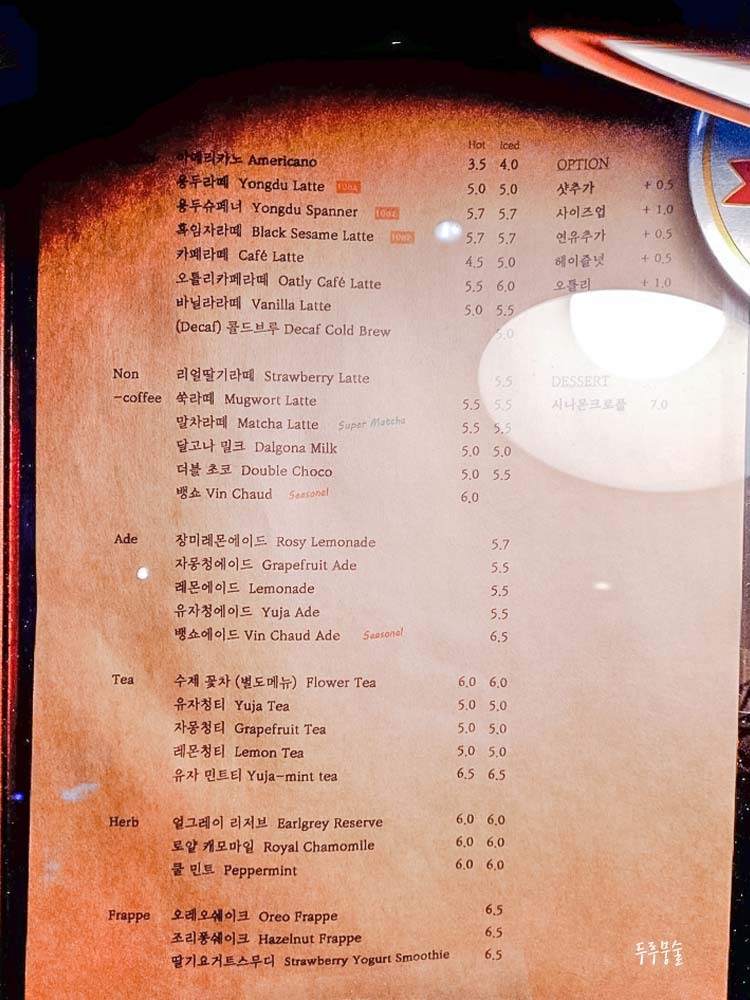 Hot Iced
아메리카노 Americano 3.5 4.0 OPTION
용두라떼 Yongdu Latte 10oz 5.0 5.0 샷추가 + 0.5
용두슈페너 Yongdu Spanner 10oz 5.7 5.7 사이즈업 + 1.0
흑임자라떼 Black Sesame Latte 10oz 5.7 5.7 연유추가 + 0.5
카페라떼 Café Latte 4.5 5.0 헤이즐넛 + 0.5
오틀리카페라떼 Oatly Café Latte 5.5 6.0 오틀리 + 1.0
바닐라라떼 Vanilla Latte 5.0 5.5
(Decaf) 콜드브루 Decaf Cold Brew 5.0
Non 리얼딸기라떼 Strawberry Latte 5.5 DESSERT
-coffee 쑥라떼 Mugwort Latte 5.5 5.5 시나몬크로플 7.0
말차라떼 Matcha Latte Super Matcha 5.5 5.5
달고나 밀크 Dalgona Milk 5.0 5.0
더블 초코 Double Choco 5.0 5.5
뱅쇼 Vin Chaud Seasonal 6.0
Ade 장미레몬에이드 Rosy Lemonade 5.7
자몽청에이드 Grapefruit Ade 5.5
레몬에이드 Lemonade 5.5
유자청에이드 Yuja Ade 5.5
뱅쇼에이드 Vin Chaud Ade Seasonal 6.5
Tea 수제 꽃차 (별도메뉴) Flower Tea 6.0 6.0
유자청티 Yuja Tea 5.0 5.0
자몽청티 Grapefruit Tea 5.0 5.0
레몬청티 Lemon Tea 5.0 5.0
유자 민트티 Yuja-mint tea 6.5 6.5
Herb 얼그레이 리저브 Earlgrey Reserve 6.0 6.0
로얄 캐모마일 Royal Chamomile 6.0 6.0
쿨 민트 Peppermint 6.0 6.0
Frappe 오레오쉐이크 Oreo Frappe 6.5
조리퐁쉐이크 Hazelnut Frappe 6.5
딸기요거트스무디 Strawberry Yogurt Smoothie 6.5
두루뭉술